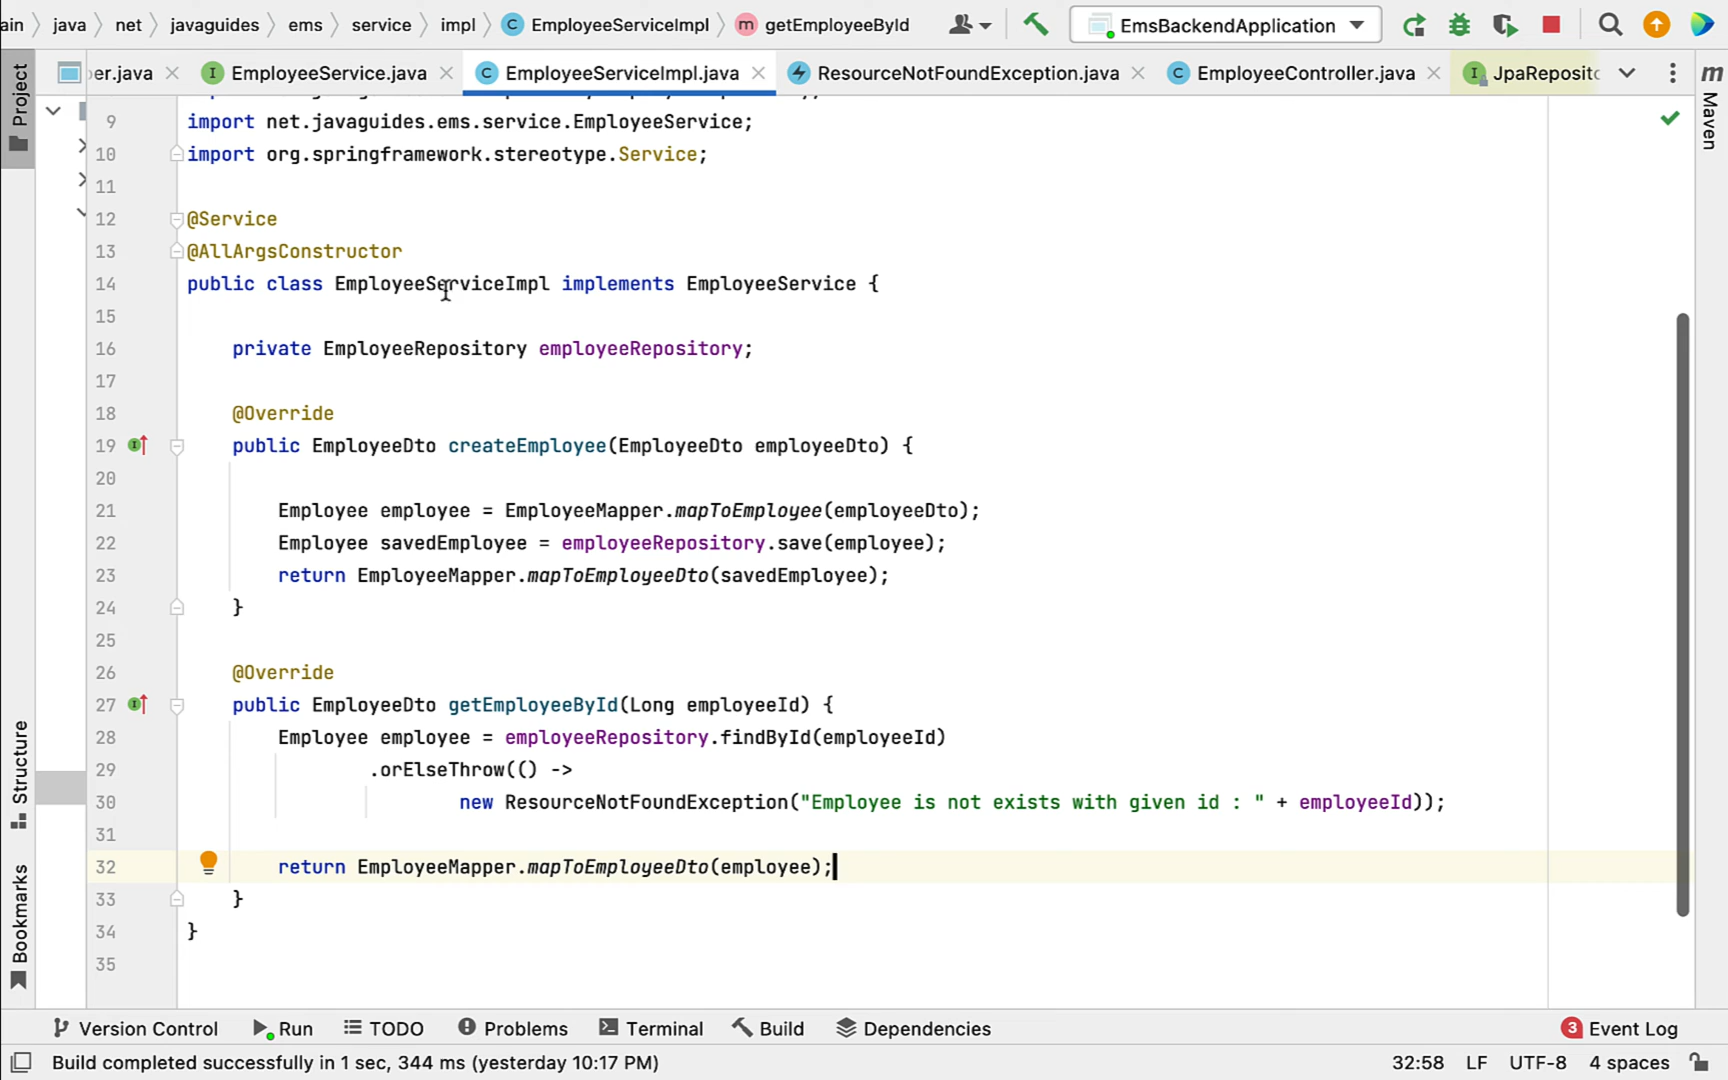 ain java net javaguides ems service impl EmployeeServiceImpl getEmployeeById EmsBackendApplication
er.java EmployeeService.java EmployeeServiceImpl.java ResourceNotFoundException.java EmployeeController.java JpaReposit
Project
Maven
Structure
Bookmarks
9 import net.javaguides.ems.service.EmployeeService;
10 import org.springframework.stereotype.Service;
11
12 @Service
13 @AllArgsConstructor
14 public class EmployeeServiceImpl implements EmployeeService {
15
16 private EmployeeRepository employeeRepository;
17
18 @Override
19 public EmployeeDto createEmployee(EmployeeDto employeeDto) {
20
21 Employee employee = EmployeeMapper.mapToEmployee(employeeDto);
22 Employee savedEmployee = employeeRepository.save(employee);
23 return EmployeeMapper.mapToEmployeeDto(savedEmployee);
24 }
25
26 @Override
27 public EmployeeDto getEmployeeById(Long employeeId) {
28 Employee employee = employeeRepository.findById(employeeId)
29 .orElseThrow(() ->
30 new ResourceNotFoundException("Employee is not exists with given id : " + employeeId));
31
32 return EmployeeMapper.mapToEmployeeDto(employee);
33 }
34 }
35
Version Control Run TODO Problems Terminal Build Dependencies 3 Event Log
Build completed successfully in 1 sec, 344 ms (yesterday 10:17 PM) 32:58 LF UTF-8 4 spaces